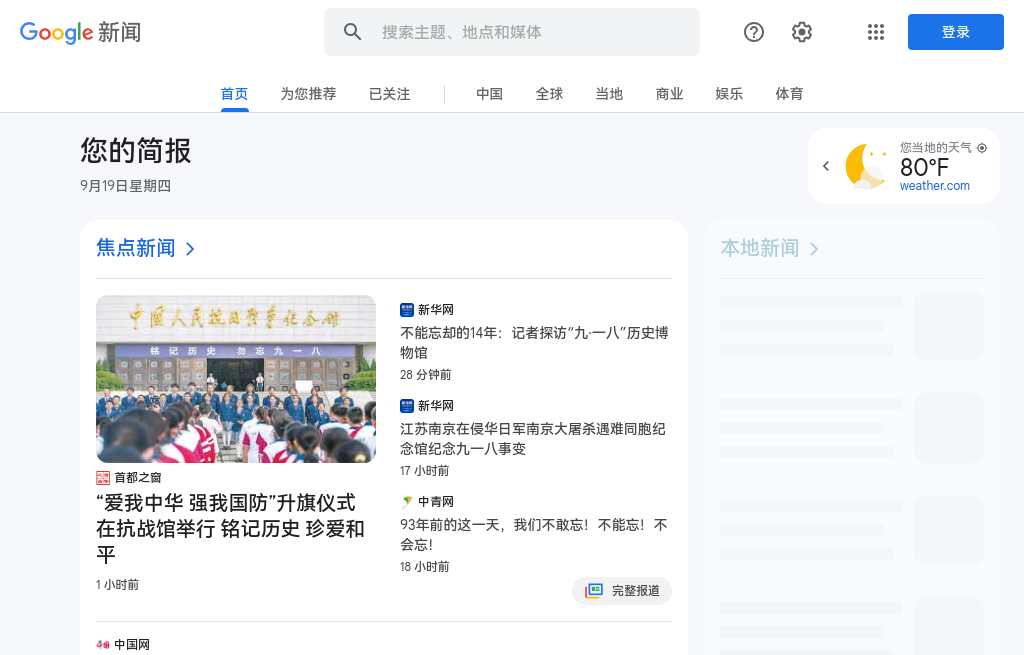 Google 新闻
搜索主题、地点和媒体
登录
首页
为您推荐
已关注
中国
全球
当地
商业
娱乐
体育
您的简报
9月19日星期四
您当地的天气
80°F
weather.com
焦点新闻
本地新闻
中国人民抗日战争纪念馆
铭记历史 勿忘九一八
首都之窗
“爱我中华 强我国防”升旗仪式
在抗战馆举行 铭记历史 珍爱和
平
1 小时前
新华网
不能忘却的14年：记者探访“九·一八”历史博
物馆
28 分钟前
新华网
江苏南京在侵华日军南京大屠杀遇难同胞纪
念馆纪念九一八事变
17 小时前
中青网
93年前的这一天，我们不敢忘！不能忘！不
会忘！
18 小时前
完整报道
中国网